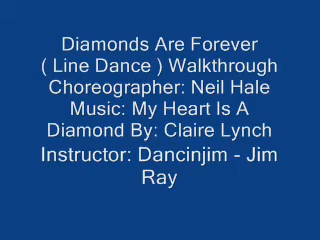 Diamonds Are Forever
( Line Dance ) Walkthrough
Choreographer: Neil Hale
Music: My Heart Is A
Diamond By: Claire Lynch
Instructor: Dancinjim - Jim
Ray